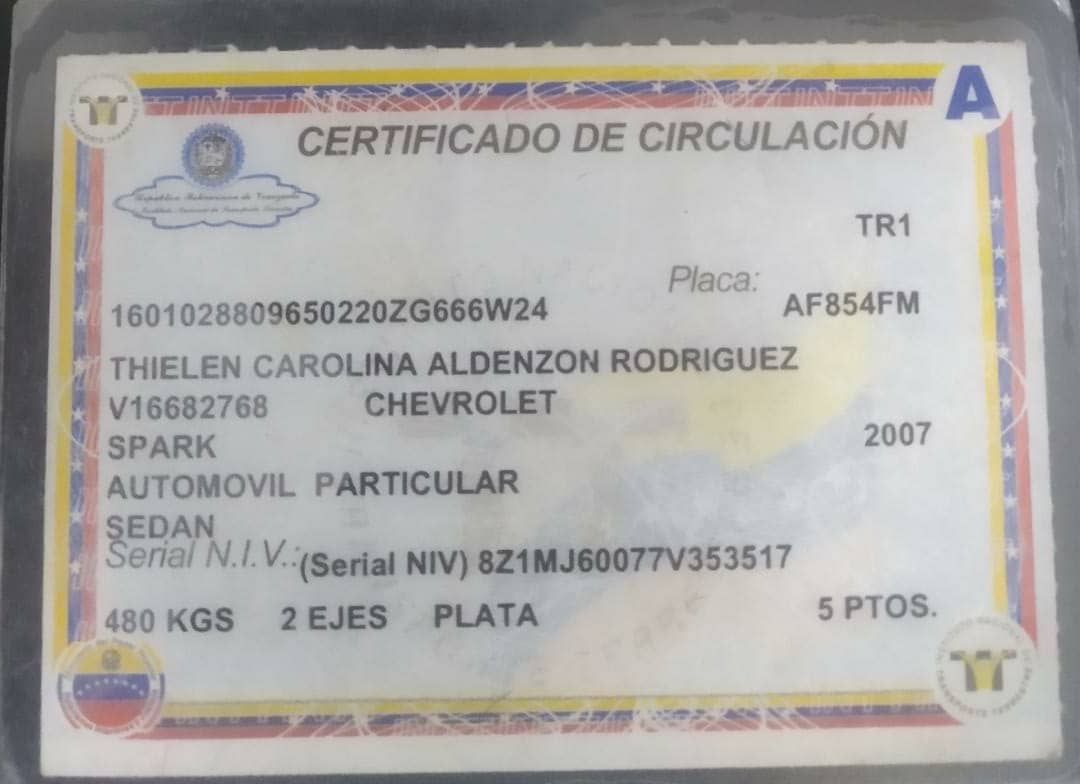 A
CERTIFICADO DE CIRCULACIÓN
República Bolivariana de Venezuela
TR1
Placa:
160102880965022OZG666W24 AF854FM
THIELEN CAROLINA ALDENZON RODRIGUEZ
V16682768 CHEVROLET
SPARK 2007
AUTOMOVIL PARTICULAR
SEDAN
Serial N.I.V.: (Serial NIV) 8Z1MJ60077V353517
480 KGS 2 EJES PLATA 5 PTOS.